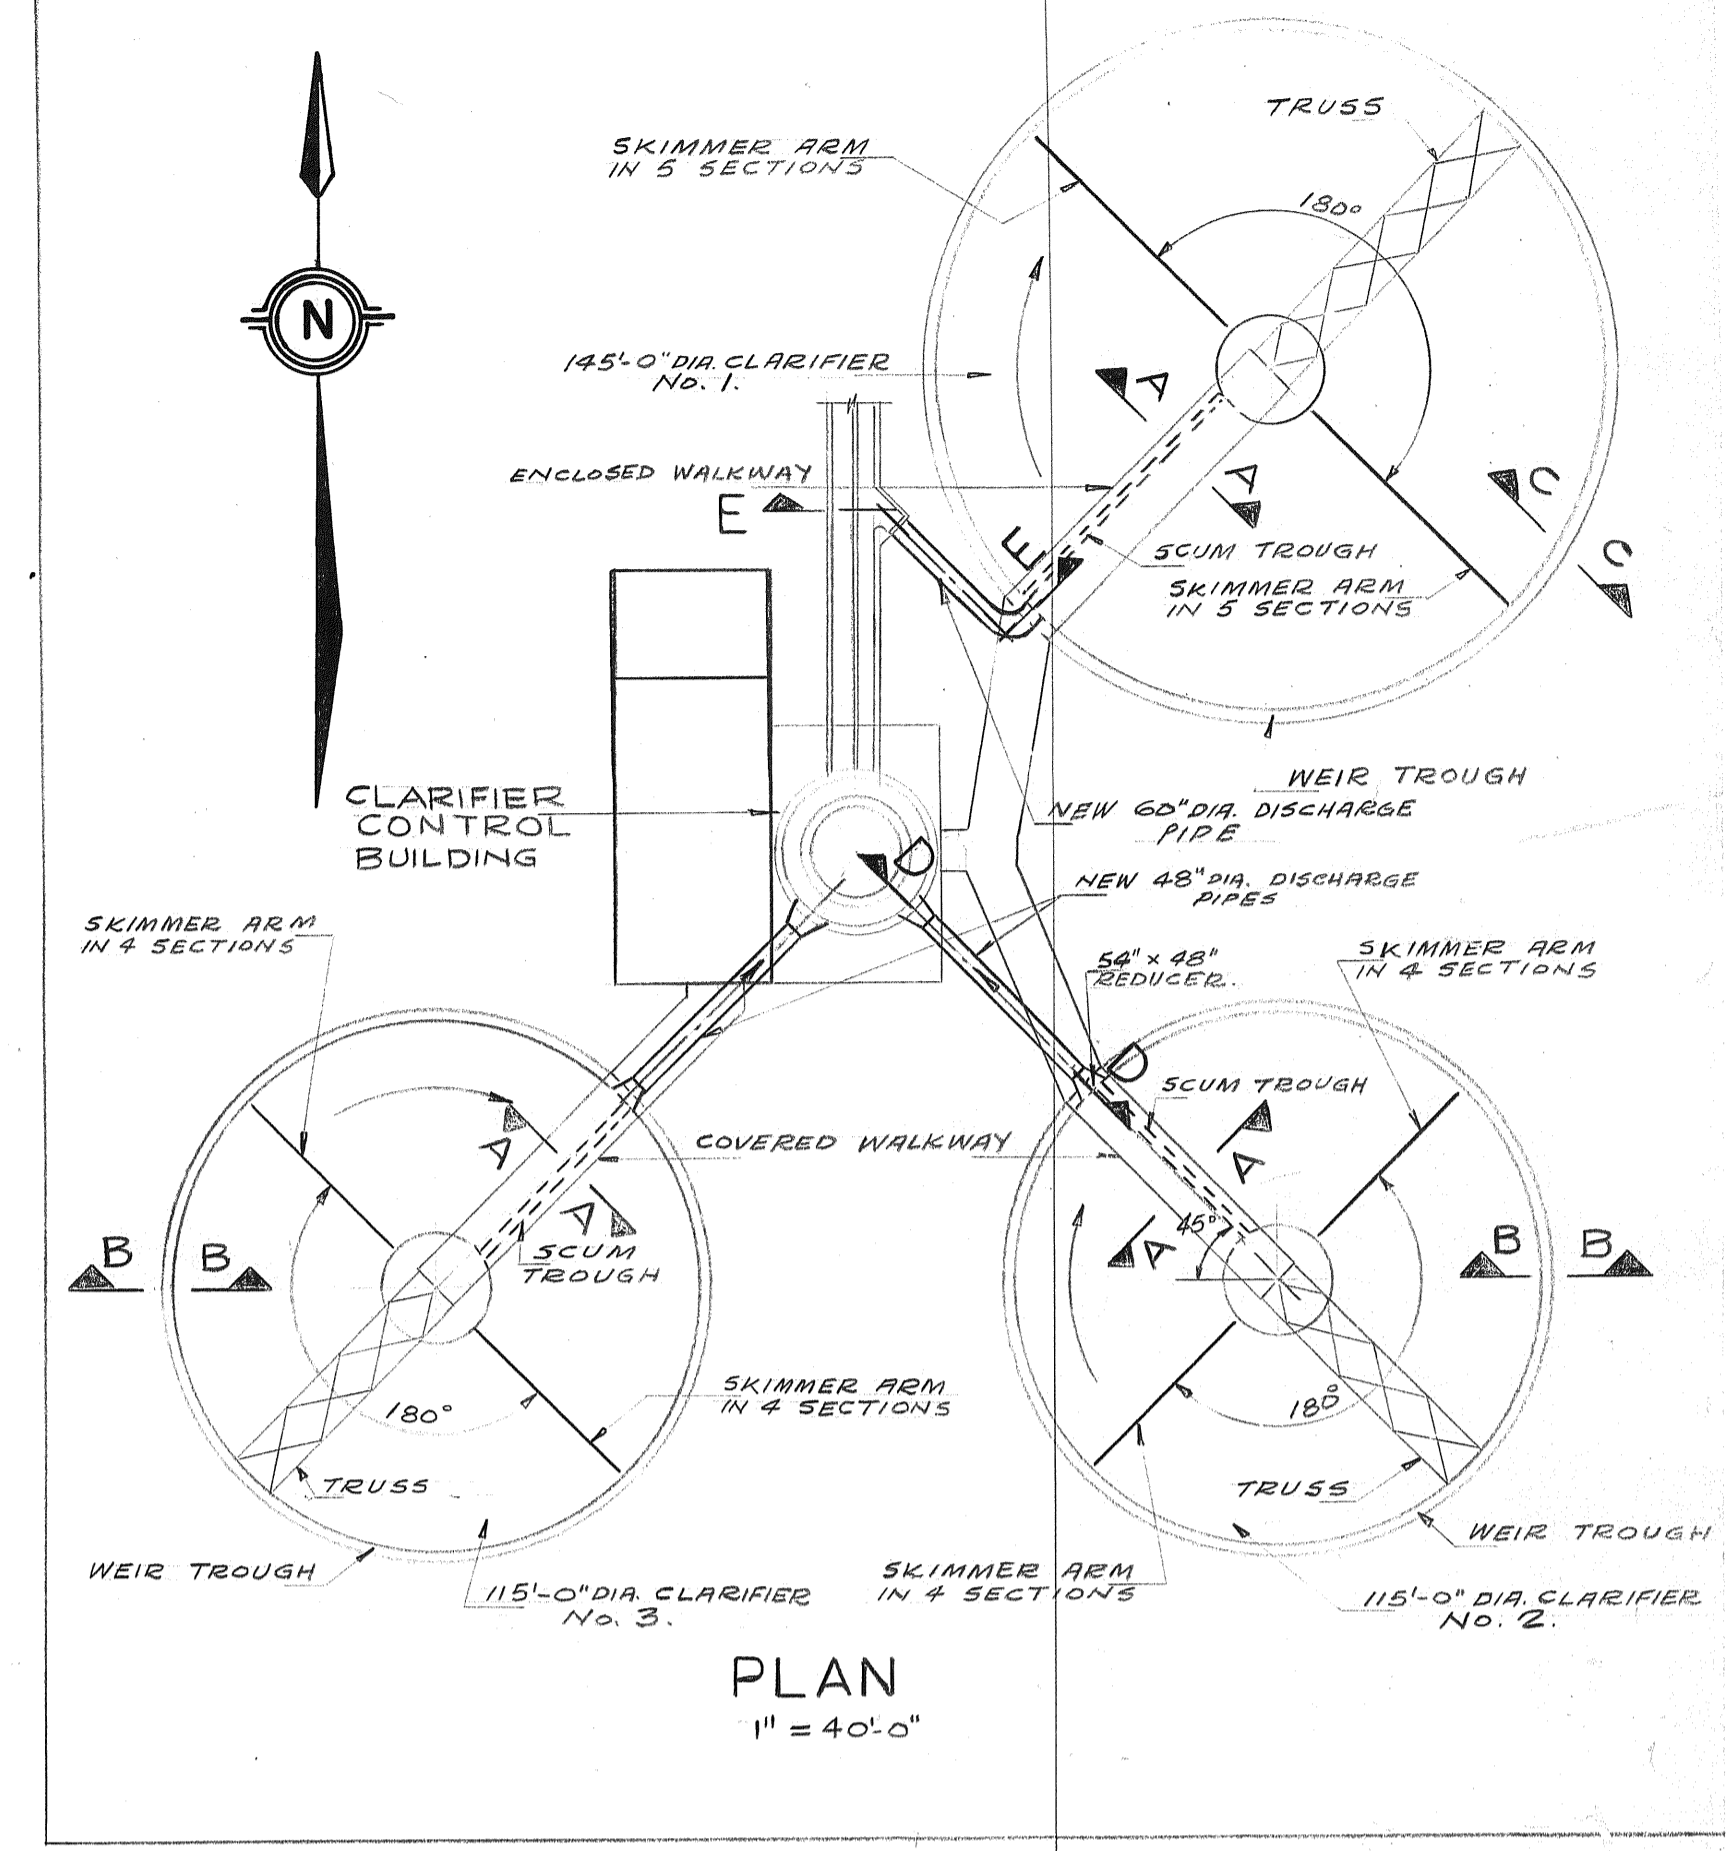 TRUSS
SKIMMER ARM
IN 5 SECTIONS
180°
N
145'-0" DIA. CLARIFIER
No. 1.
A
ENCLOSED WALKWAY
E
A
C
E
SCUM TROUGH
C
SKIMMER ARM
IN 5 SECTIONS
WEIR TROUGH
CLARIFIER
CONTROL
BUILDING
NEW 60" DIA. DISCHARGE
PIPE
D
NEW 48" DIA. DISCHARGE
PIPES
SKIMMER ARM
IN 4 SECTIONS
54" x 48"
REDUCER.
SKIMMER ARM
IN 4 SECTIONS
D
SCUM TROUGH
A
COVERED WALKWAY
A
A
45°
A
B
B
SCUM
TROUGH
B
B
SKIMMER ARM
IN 4 SECTIONS
180°
180°
TRUSS
TRUSS
WEIR TROUGH
WEIR TROUGH
SKIMMER ARM
IN 4 SECTIONS
115'-0" DIA. CLARIFIER
No. 3.
115'-0" DIA. CLARIFIER
No. 2.
PLAN
1" = 40'-0"